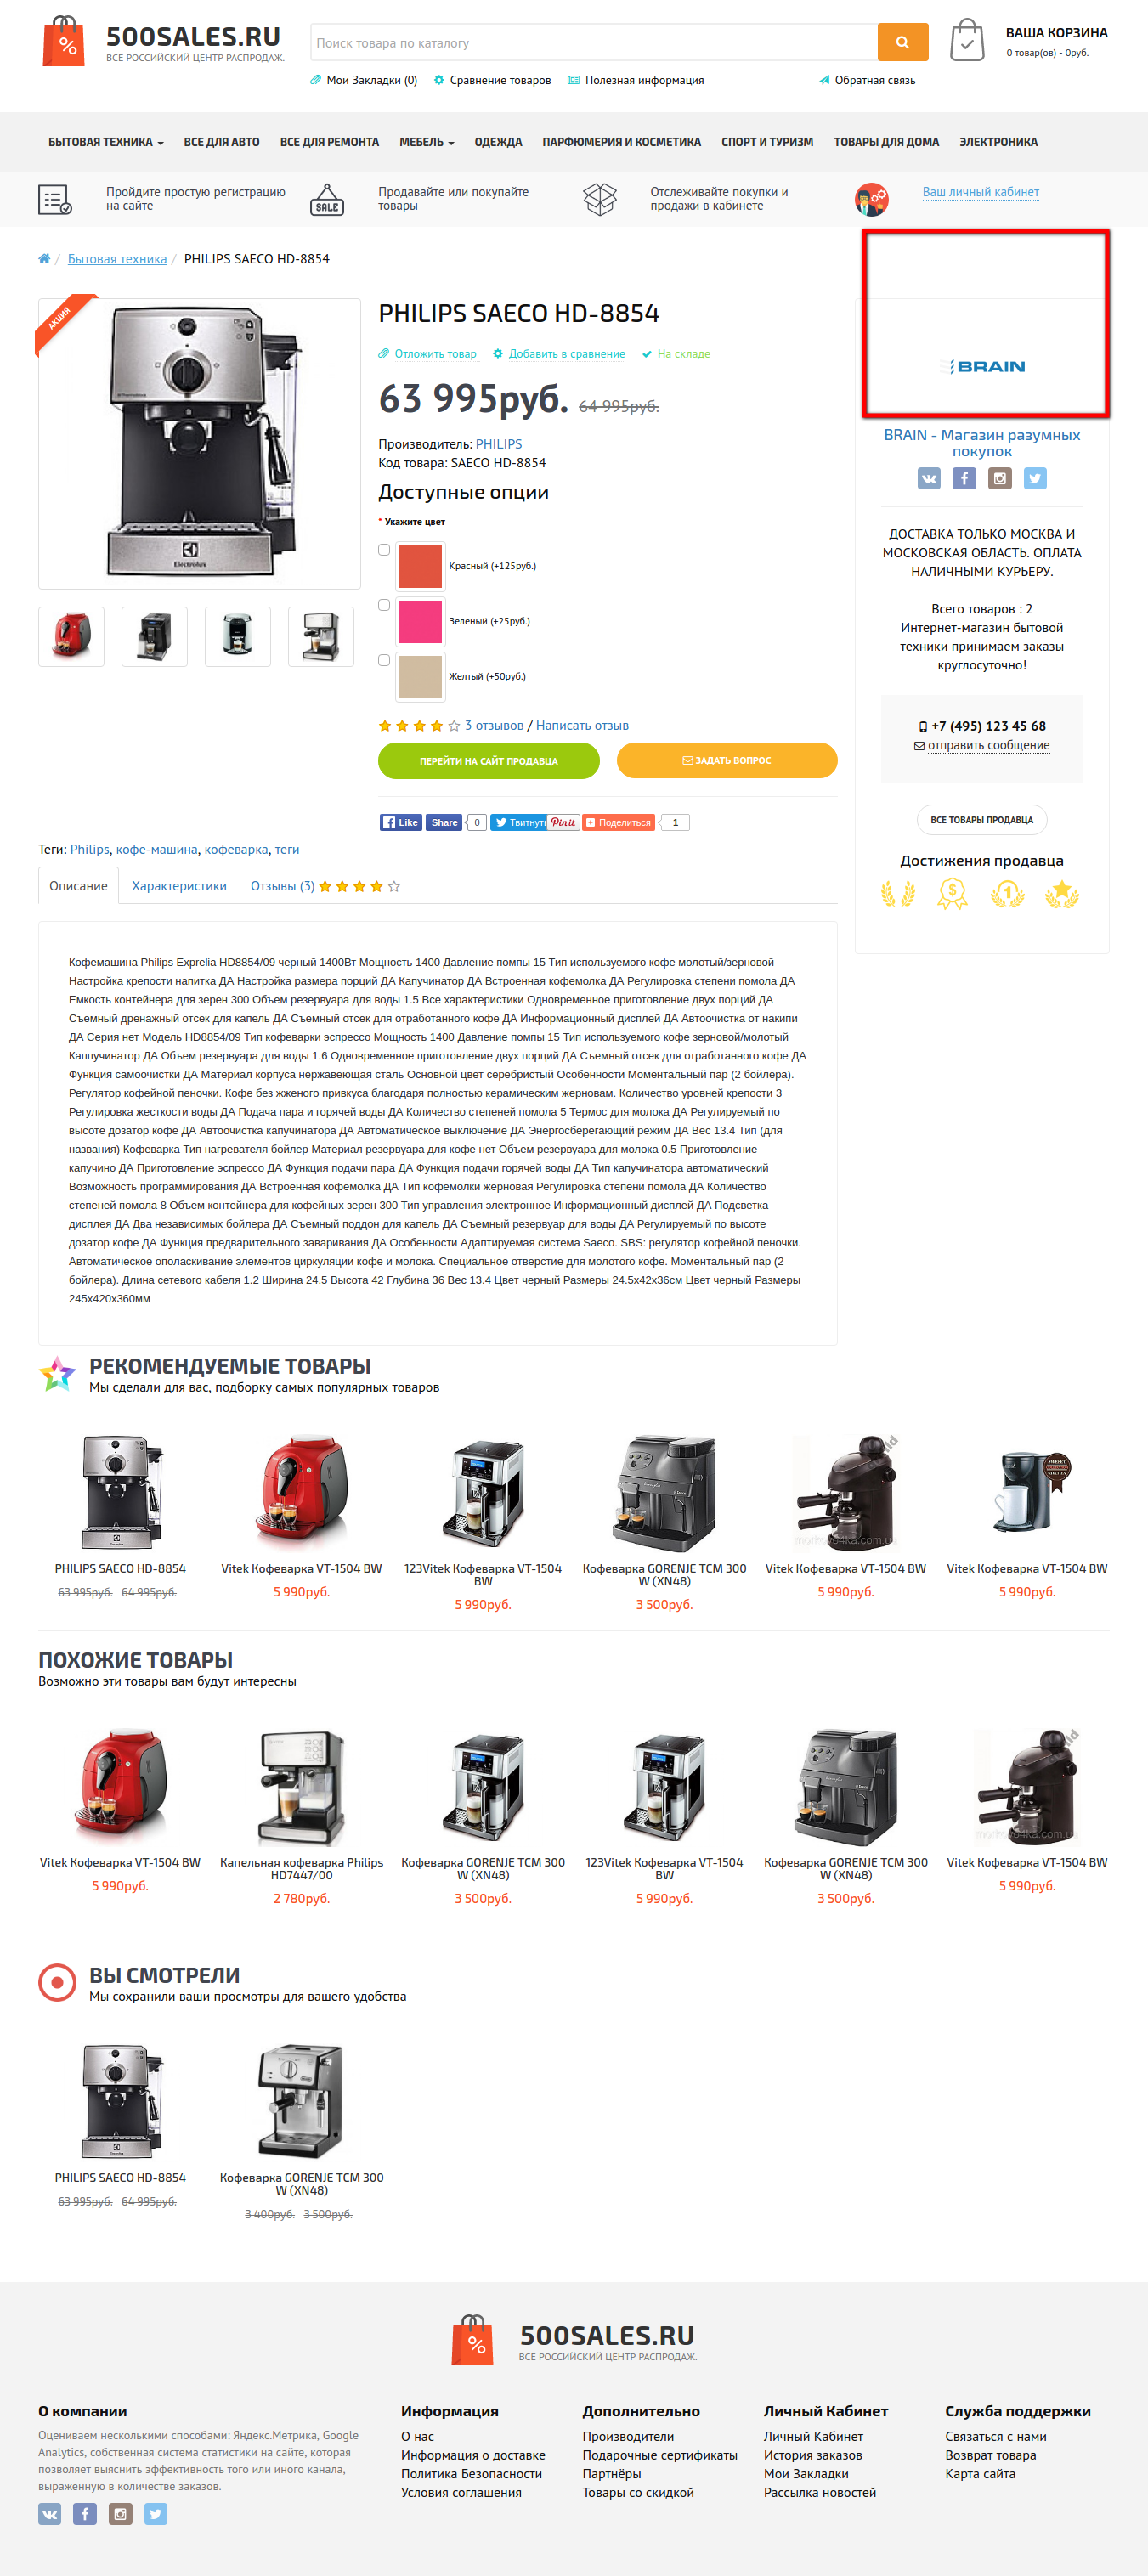 500SALES.RU
ВСЕ РОССИЙСКИЙ ЦЕНТР РАСПРОДАЖ.
Поиск товара по каталогу
ВАША КОРЗИНА
0 товар(ов) - 0руб.
Мои Закладки (0) Сравнение товаров Полезная информация Обратная связь
БЫТОВАЯ ТЕХНИКА ВСЕ ДЛЯ АВТО ВСЕ ДЛЯ РЕМОНТА МЕБЕЛЬ ОДЕЖДА ПАРФЮМЕРИЯ И КОСМЕТИКА СПОРТ И ТУРИЗМ ТОВАРЫ ДЛЯ ДОМА ЭЛЕКТРОНИКА
Пройдите простую регистрацию
на сайте
SALE
Продавайте или покупайте
товары
Отслеживайте покупки и
продажи в кабинете
Ваш личный кабинет
/ Бытовая техника / PHILIPS SAECO HD-8854
АКЦИЯ
Electrolux
PHILIPS SAECO HD-8854
Отложить товар Добавить в сравнение На складе
63 995руб. 64 995руб.
Производитель: PHILIPS
Код товара: SAECO HD-8854
Доступные опции
* Укажите цвет
Красный (+125руб.)
Зеленый (+25руб.)
Желтый (+50руб.)
3 отзывов / Написать отзыв
ПЕРЕЙТИ НА САЙТ ПРОДАВЦА
ЗАДАТЬ ВОПРОС
Like Share 0 Твитнуть Pin it Поделиться 1
BRAIN
BRAIN - Магазин разумных
покупок
ДОСТАВКА ТОЛЬКО МОСКВА И
МОСКОВСКАЯ ОБЛАСТЬ. ОПЛАТА
НАЛИЧНЫМИ КУРЬЕРУ.
Всего товаров : 2
Интернет-магазин бытовой
техники принимаем заказы
круглосуточно!
+7 (495) 123 45 68
отправить сообщение
ВСЕ ТОВАРЫ ПРОДАВЦА
Достижения продавца
Теги: Philips, кофе-машина, кофеварка, теги
Описание Характеристики Отзывы (3)
Кофемашина Philips Exprelia HD8854/09 черный 1400Вт Мощность 1400 Давление помпы 15 Тип используемого кофе молотый/зерновой
Настройка крепости напитка ДА Настройка размера порций ДА Капучинатор ДА Встроенная кофемолка ДА Регулировка степени помола ДА
Емкость контейнера для зерен 300 Объем резервуара для воды 1.5 Все характеристики Одновременное приготовление двух порций ДА
Съемный дренажный отсек для капель ДА Съемный отсек для отработанного кофе ДА Информационный дисплей ДА Автоочистка от накипи
ДА Серия нет Модель HD8854/09 Тип кофеварки эспрессо Мощность 1400 Давление помпы 15 Тип используемого кофе зерновой/молотый
Каппучинатор ДА Объем резервуара для воды 1.6 Одновременное приготовление двух порций ДА Съемный отсек для отработанного кофе ДА
Функция самоочистки ДА Материал корпуса нержавеющая сталь Основной цвет серебристый Особенности Моментальный пар (2 бойлера).
Регулятор кофейной пеночки. Кофе без жженого привкуса благодаря полностью керамическим жерновам. Количество уровней крепости 3
Регулировка жесткости воды ДА Подача пара и горячей воды ДА Количество степеней помола 5 Термос для молока ДА Регулируемый по
высоте дозатор кофе ДА Автоочистка капучинатора ДА Автоматическое выключение ДА Энергосберегающий режим ДА Вес 13.4 Тип (для
названия) Кофеварка Тип нагревателя бойлер Материал резервуара для кофе нет Объем резервуара для молока 0.5 Приготовление
капучино ДА Приготовление эспрессо ДА Функция подачи пара ДА Функция подачи горячей воды ДА Тип капучинатора автоматический
Возможность программирования ДА Встроенная кофемолка ДА Тип кофемолки жерновая Регулировка степени помола ДА Количество
степеней помола 8 Объем контейнера для кофейных зерен 300 Тип управления электронное Информационный дисплей ДА Подсветка
дисплея ДА Два независимых бойлера ДА Съемный поддон для капель ДА Съемный резервуар для воды ДА Регулируемый по высоте
дозатор кофе ДА Функция предварительного заваривания ДА Особенности Адаптируемая система Saeco. SBS: регулятор кофейной пеночки.
Автоматическое ополаскивание элементов циркуляции кофе и молока. Специальное отверстие для молотого кофе. Моментальный пар (2
бойлера). Длина сетевого кабеля 1.2 Ширина 24.5 Высота 42 Глубина 36 Вес 13.4 Цвет черный Размеры 24.5х42х36см Цвет черный Размеры
245х420х360мм
РЕКОМЕНДУЕМЫЕ ТОВАРЫ
Мы сделали для вас, подборку самых популярных товаров
PHILIPS SAECO HD-8854
63 995руб. 64 995руб.
Vitek Кофеварка VT-1504 BW
5 990руб.
123Vitek Кофеварка VT-1504
BW
5 990руб.
Кофеварка GORENJE TCM 300
W (XN48)
3 500руб.
Vitek Кофеварка VT-1504 BW
5 990руб.
Vitek Кофеварка VT-1504 BW
5 990руб.
ПОХОЖИЕ ТОВАРЫ
Возможно эти товары вам будут интересны
Vitek Кофеварка VT-1504 BW
5 990руб.
Капельная кофеварка Philips
HD7447/00
2 780руб.
Кофеварка GORENJE TCM 300
W (XN48)
3 500руб.
123Vitek Кофеварка VT-1504
BW
5 990руб.
Кофеварка GORENJE TCM 300
W (XN48)
3 500руб.
Vitek Кофеварка VT-1504 BW
5 990руб.
ВЫ СМОТРЕЛИ
Мы сохранили ваши просмотры для вашего удобства
PHILIPS SAECO HD-8854
63 995руб. 64 995руб.
Кофеварка GORENJE TCM 300
W (XN48)
3 400руб. 3 500руб.
500SALES.RU
ВСЕ РОССИЙСКИЙ ЦЕНТР РАСПРОДАЖ.
О компании
Оцениваем несколькими способами: Яндекс.Метрика, Google
Analytics, собственная система статистики на сайте, которая
позволяет выяснить эффективность того или иного канала,
выраженную в количестве заказов.
Информация
О нас
Информация о доставке
Политика Безопасности
Условия соглашения
Дополнительно
Производители
Подарочные сертификаты
Партнёры
Товары со скидкой
Личный Кабинет
Личный Кабинет
История заказов
Мои Закладки
Рассылка новостей
Служба поддержки
Связаться с нами
Возврат товара
Карта сайта